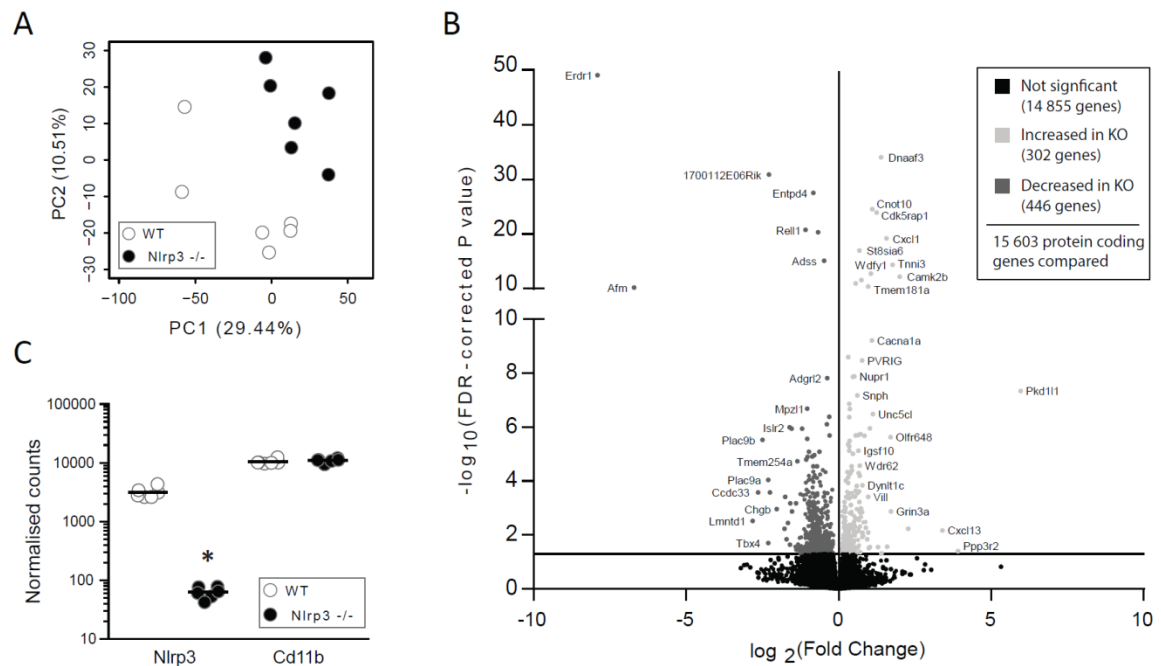 A
30
20
10
0
−10
−20
−30
PC2 (10.51%)
WT
Nlrp3 -/-
−100
−50
0
50
PC1 (29.44%)
B
50
40
30
20
10
10
8
6
4
2
0
-log10(FDR-corrected P value)
Erdr1
1700112E06Rik
Entpd4
Rell1
Adss
Afm
Dnaaf3
Cnot10
Cdk5rap1
Cxcl1
St8sia6
Tnni3
Wdfy1
Camk2b
Tmem181a
Cacna1a
PVRIG
Adgrl2
Nupr1
Pkd1l1
Snph
Mpzl1
Unc5cl
Islr2
Plac9b
Olfr648
Igsf10
Tmem254a
Wdr62
Plac9a
Dynlt1c
Ccdc33
Vill
Chgb
Grin3a
Lmntd1
Cxcl13
Tbx4
Ppp3r2
-10
-5
0
5
10
log 2(Fold Change)
Not signficant
(14 855 genes)
Increased in KO
(302 genes)
Decreased in KO
(446 genes)
15 603 protein coding
genes compared
C
100000
10000
1000
100
10
Normalised counts
*
WT
Nlrp3 -/-
Nlrp3
Cd11b